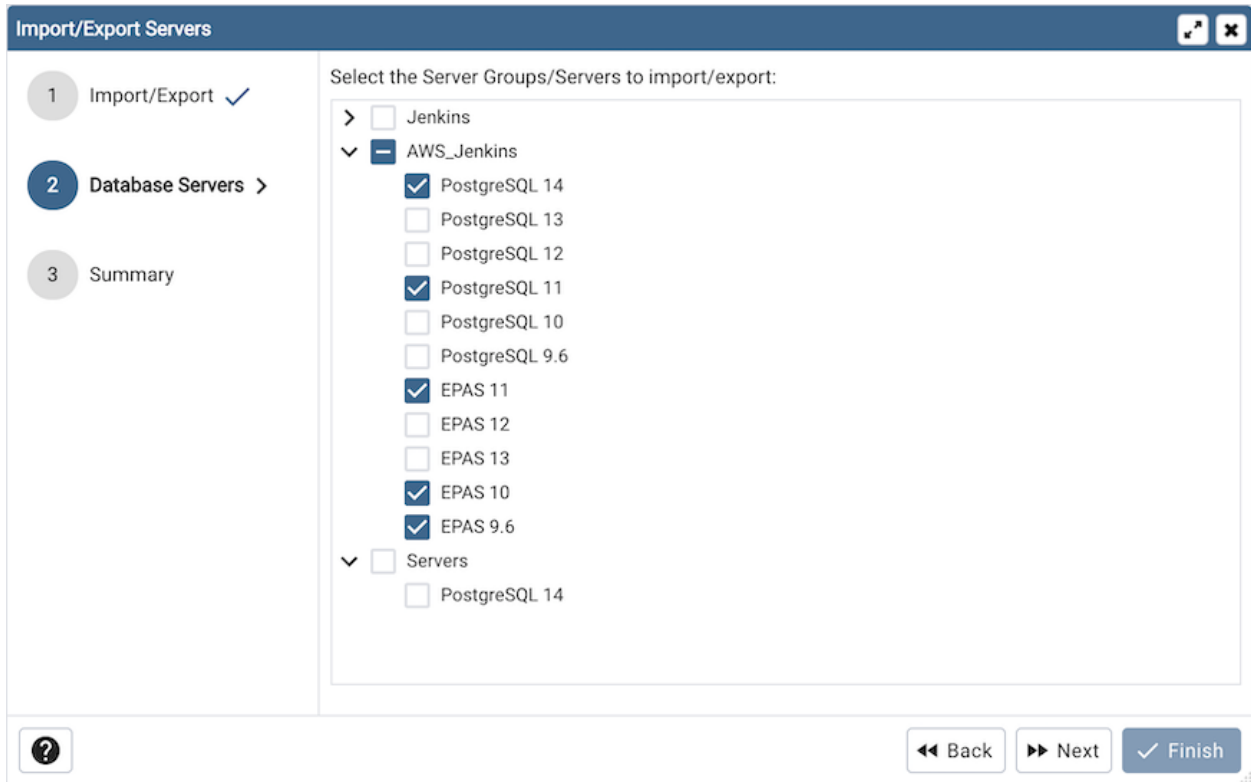 Import/Export Servers
1 Import/Export
2 Database Servers
3 Summary
Select the Server Groups/Servers to import/export:
Jenkins
AWS_Jenkins
PostgreSQL 14
PostgreSQL 13
PostgreSQL 12
PostgreSQL 11
PostgreSQL 10
PostgreSQL 9.6
EPAS 11
EPAS 12
EPAS 13
EPAS 10
EPAS 9.6
Servers
PostgreSQL 14
? Back Next Finish